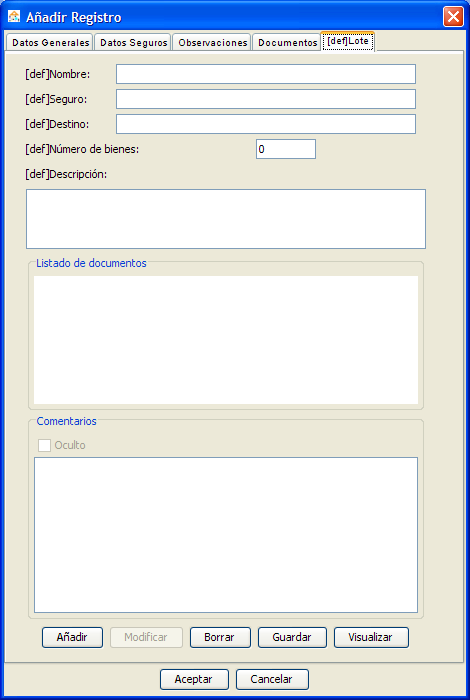 Añadir Registro
Datos Generales Datos Seguros Observaciones Documentos [def]Lote
[def]Nombre:
[def]Seguro:
[def]Destino:
[def]Número de bienes: 0
[def]Descripción:
Listado de documentos
Comentarios
Oculto
Añadir Modificar Borrar Guardar Visualizar
Aceptar Cancelar